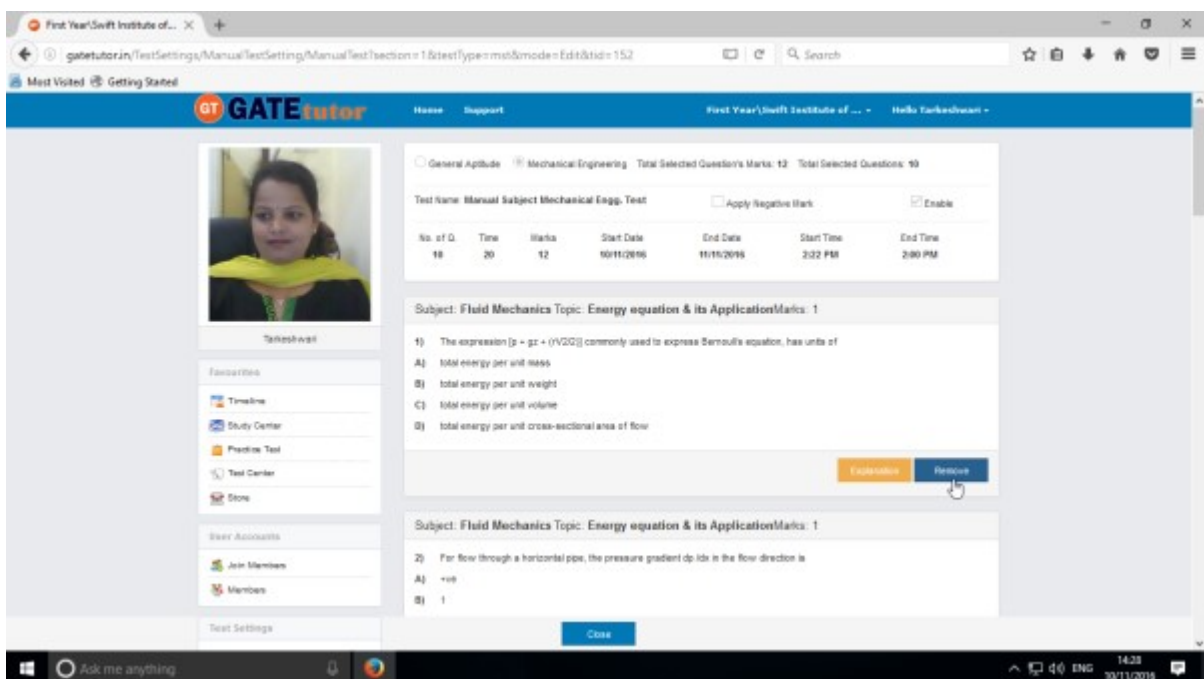 First Year\Swift Institute of...
gatetutor.in/TestSettings/ManualTestSetting/ManualTest?section=1&testType=mst&mode=Edit&tid=152
Search
Most Visited Getting Started
GT GATEtutor Home Support First Year\Swift Institute of ... Hello Tarkeshwari
General Aptitude Mechanical Engineering Total Selected Question's Marks: 12 Total Selected Questions: 10
Test Name: Manual Subject Mechanical Engg. Test Apply Negative Mark Enable
No. of Q. Time Marks Start Date End Date Start Time End Time
10 20 12 10/11/2016 11/11/2016 2:22 PM 2:00 PM
Tarkeshwari
Subject: Fluid Mechanics Topic: Energy equation & its ApplicationMarks: 1
1) The expression [p + gz + (rV2/2)] commonly used to express Bernoulli's equation, has units of
A) total energy per unit mass
B) total energy per unit weight
C) total energy per unit volume
D) total energy per unit cross-sectional area of flow
Explanation Remove
Favourites
Timeline
Study Center
Practice Test
Test Center
Store
User Accounts
Join Members
Members
Test Settings
Subject: Fluid Mechanics Topic: Energy equation & its ApplicationMarks: 1
2) For flow through a horizontal pipe, the pressure gradient dp /dx in the flow direction is
A) +ve
B) 1
Close
Ask me anything
ENG 14:28
10/11/2016